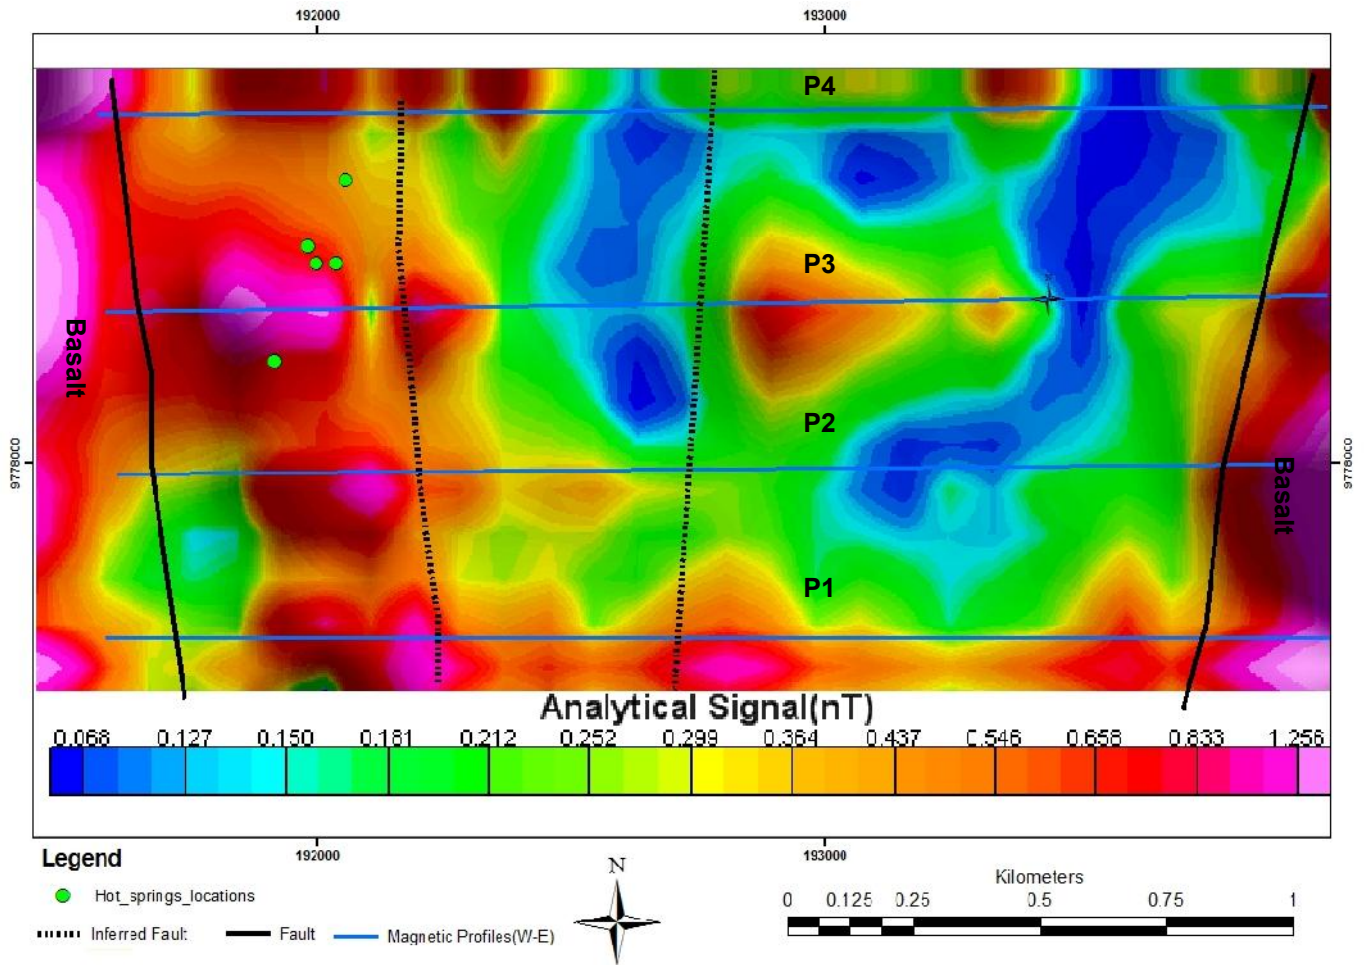 192000 193000
P4
P3
Basalt
P2
9778000 9778000
Basalt
P1
Analytical Signal(nT)
0.068 0.127 0.150 0.181 0.212 0.252 0.299 0.364 0.437 0.546 0.658 0.833 1.256
192000 193000
Legend
N
Hot_springs_locations
Inferred Fault Fault Magnetic Profiles(W-E)
Kilometers
0 0.125 0.25 0.5 0.75 1